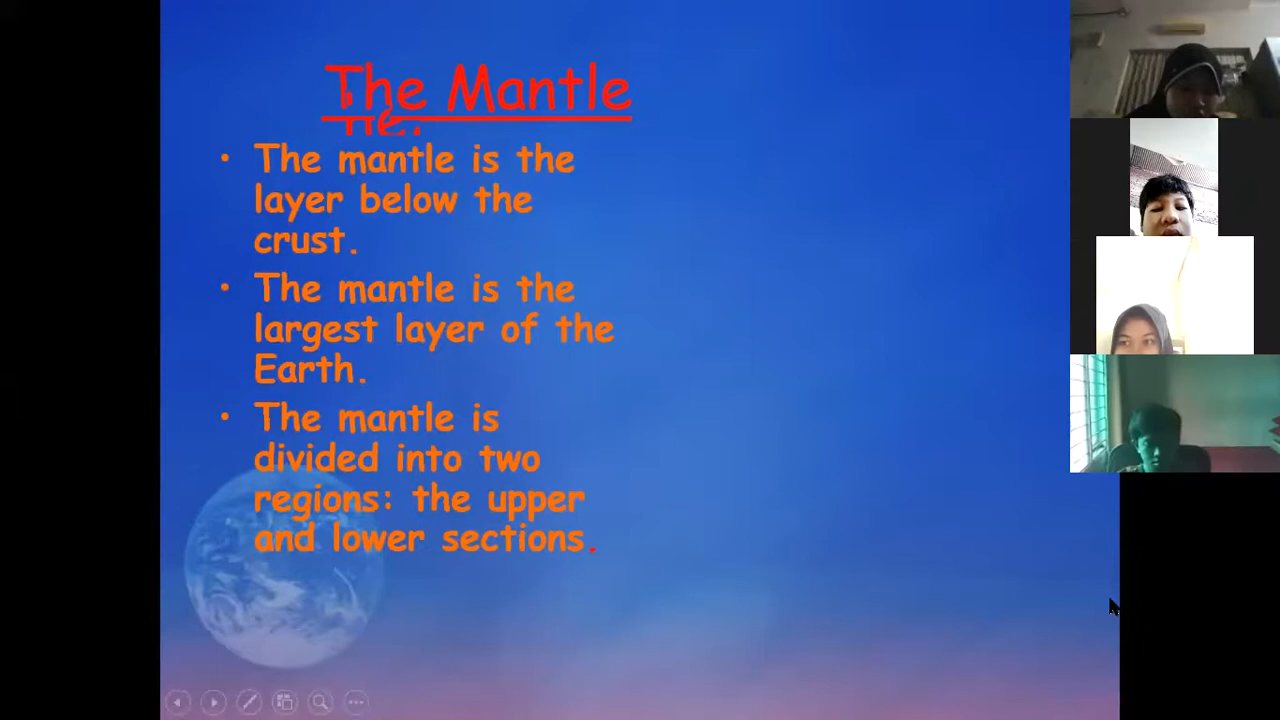 The Mantle
• The mantle is the
layer below the
crust.
• The mantle is the
largest layer of the
Earth.
• The mantle is
divided into two
regions: the upper
and lower sections.